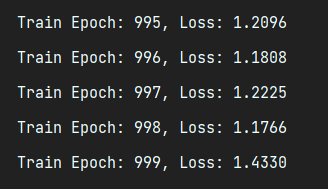 Train Epoch: 995, Loss: 1.2096
Train Epoch: 996, Loss: 1.1808
Train Epoch: 997, Loss: 1.2225
Train Epoch: 998, Loss: 1.1766
Train Epoch: 999, Loss: 1.4330